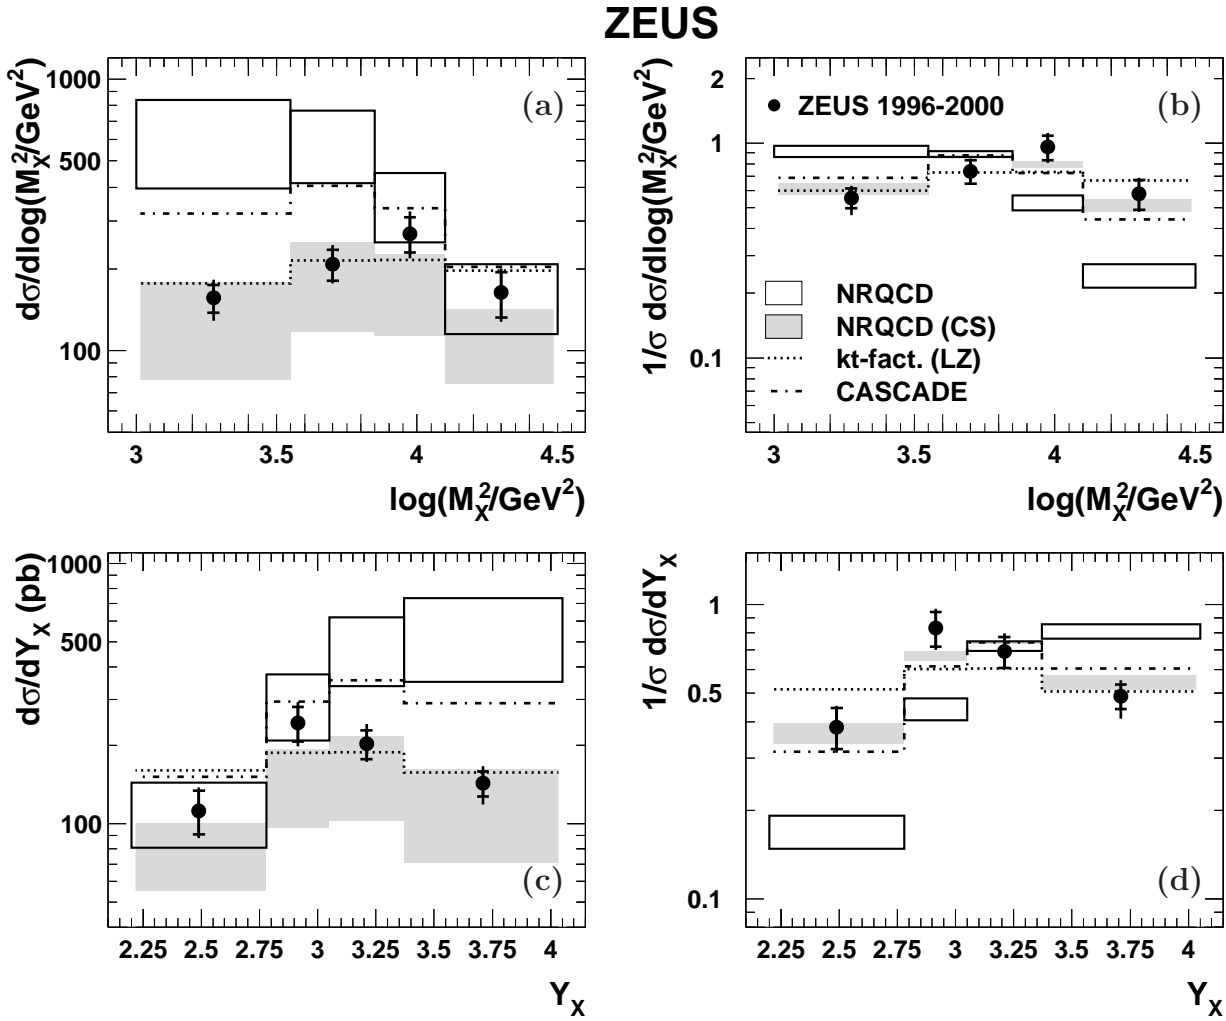 ZEUS
dσ/dlog(M_X^2/GeV^2)
1000
500
100
(a)
3 3.5 4 4.5
log(M_X^2/GeV^2)
1/σ dσ/dlog(M_X^2/GeV^2)
2
1
0.1
ZEUS 1996-2000
(b)
NRQCD
NRQCD (CS)
kt-fact. (LZ)
CASCADE
3 3.5 4 4.5
log(M_X^2/GeV^2)
dσ/dY_X (pb)
1000
500
100
(c)
2.25 2.5 2.75 3 3.25 3.5 3.75 4
Y_X
1/σ dσ/dY_X
1
0.5
0.1
(d)
2.25 2.5 2.75 3 3.25 3.5 3.75 4
Y_X